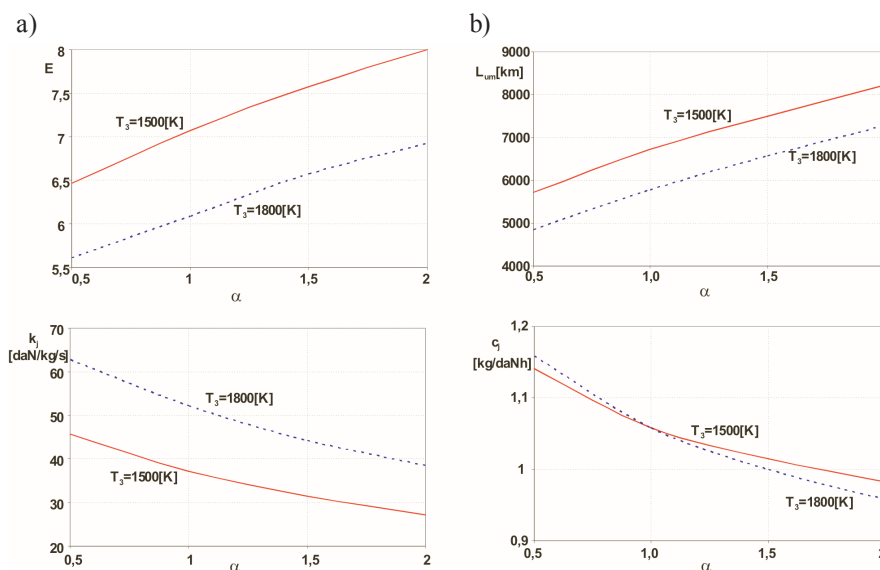 a)
8
E
7,5
T3=1500[K]
7
6,5
T3=1800[K]
6
5,5
0,5 1 1,5 2
α
b)
9000
Lum[km]
8000
T3=1500[K]
7000
T3=1800[K]
6000
5000
4000
0,5 1,0 1,5 2
α
70
kj
[daN/kg/s]
60
T3=1800[K]
50
40
T3=1500[K]
30
20
0,5 1 1,5 2
α
1,2
cj
[kg/daNh]
1,1
T3=1500[K]
1
T3=1800[K]
0,9
0,5 1,0 1,5 2
α